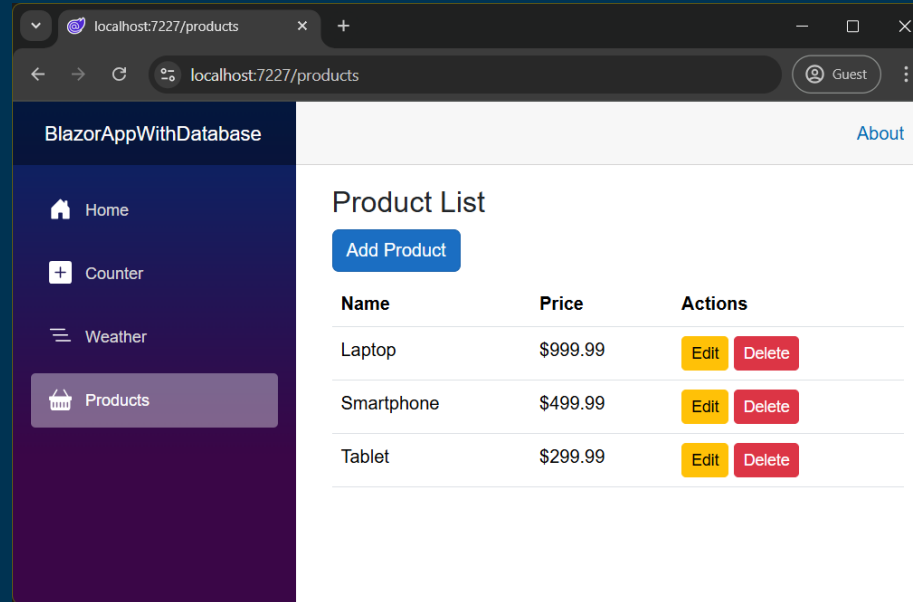 localhost:7227/products
localhost:7227/products
Guest
BlazorAppWithDatabase
About
Home
Counter
Weather
Products
Product List
Add Product
Name Price Actions
Laptop $999.99 Edit Delete
Smartphone $499.99 Edit Delete
Tablet $299.99 Edit Delete